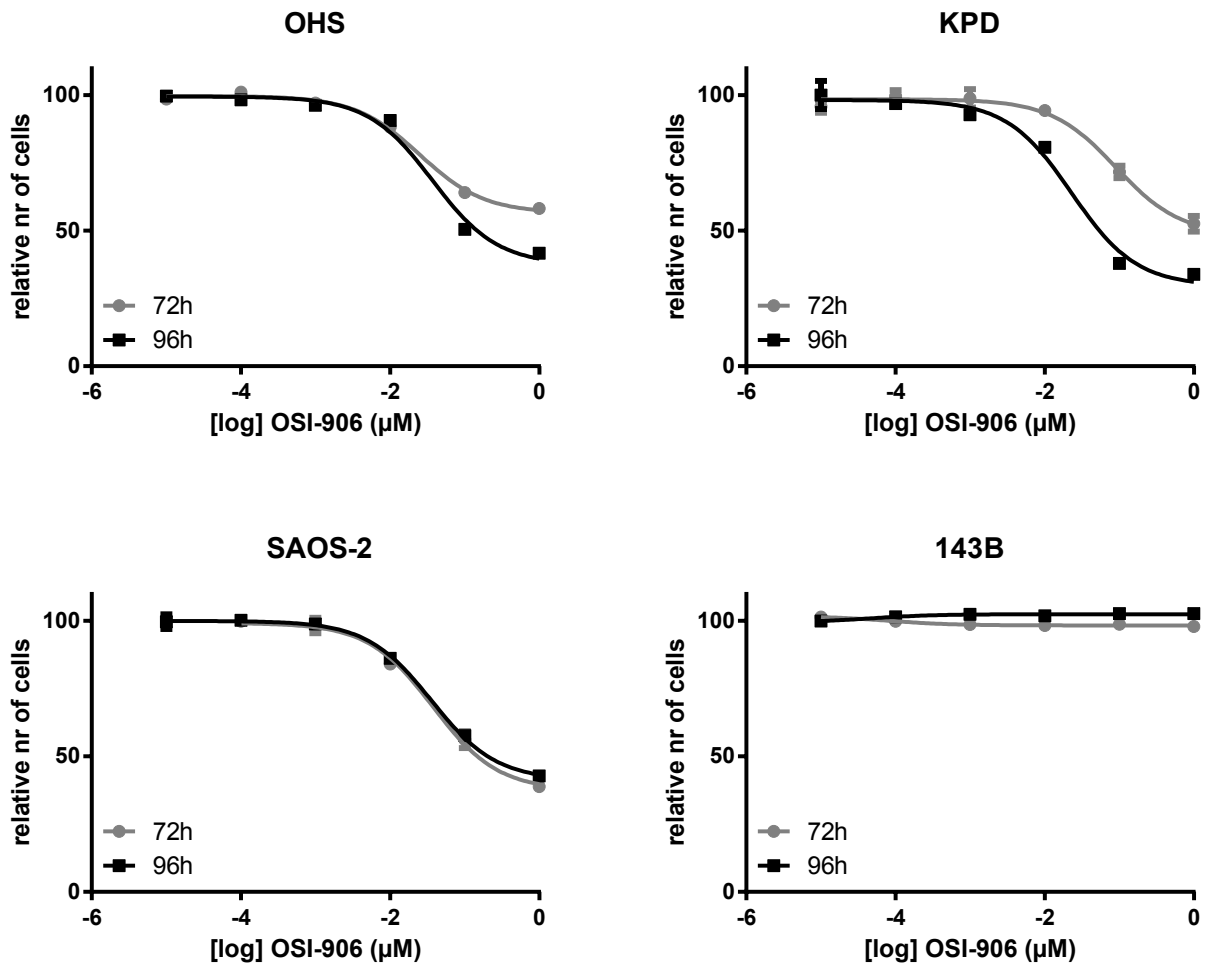 OHS
relative nr of cells
100
50
0
72h
96h
-6
-4
-2
0
[log] OSI-906 (µM)
KPD
relative nr of cells
100
50
0
72h
96h
-6
-4
-2
0
[log] OSI-906 (µM)
SAOS-2
relative nr of cells
100
50
0
72h
96h
-6
-4
-2
0
[log] OSI-906 (µM)
143B
relative nr of cells
100
50
0
72h
96h
-6
-4
-2
0
[log] OSI-906 (µM)